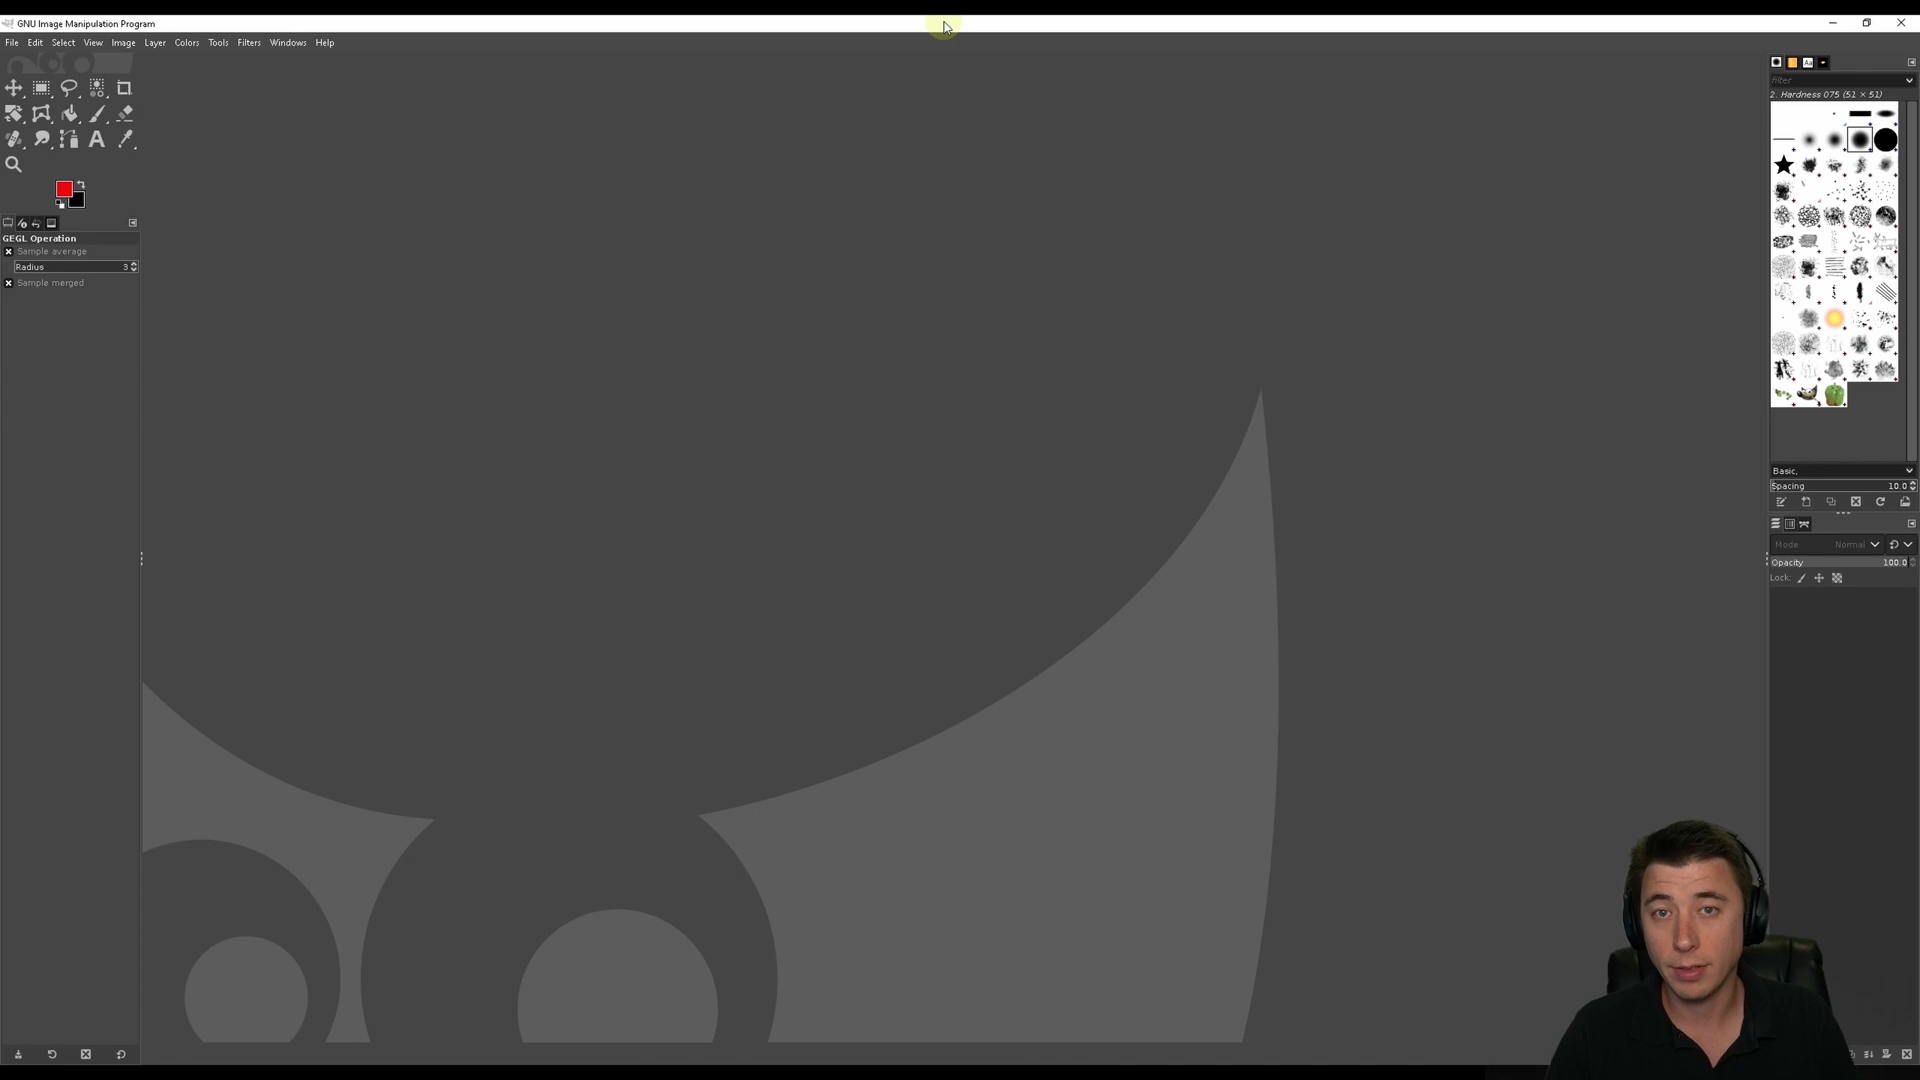 GNU Image Manipulation Program
File Edit Select View Image Layer Colors Tools Filters Windows Help
GEGL Operation
Sample average
Radius 3
Sample merged
filter
2. Hardness 075 (51 × 51)
Basic,
Spacing 10.0
Mode Normal
Opacity 100.0
Lock:
A
Aa